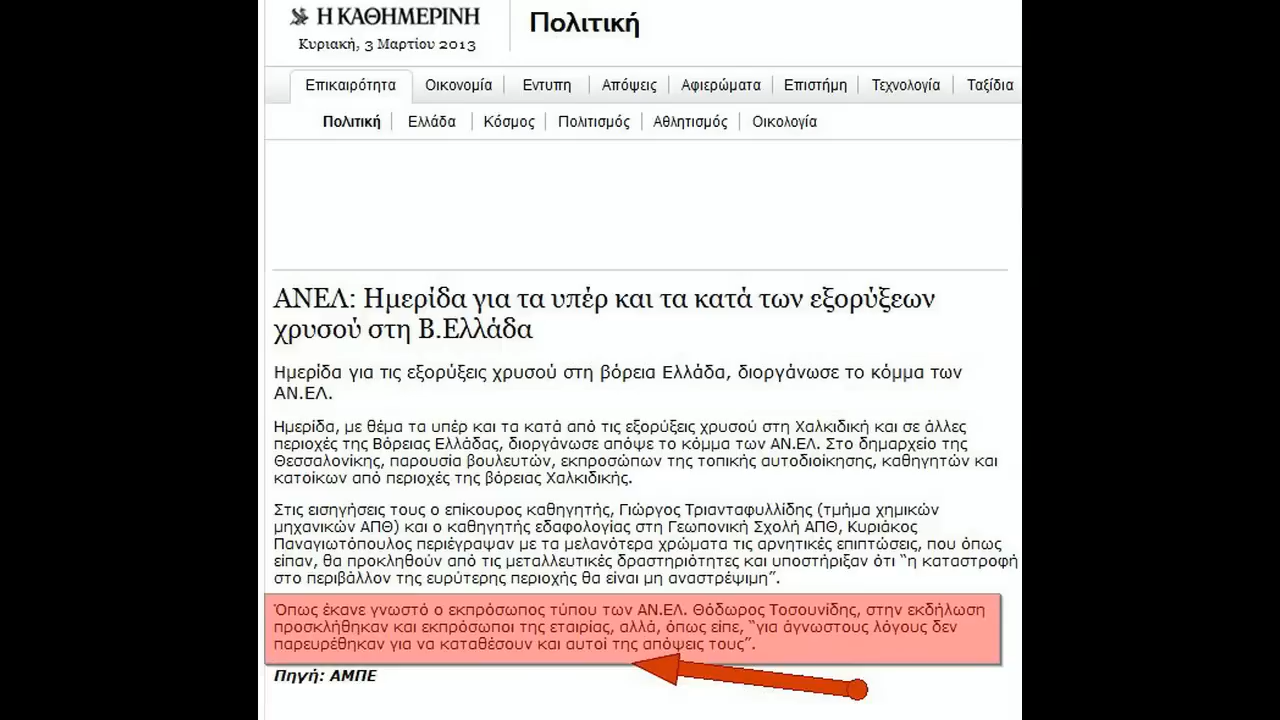 Η ΚΑΘΗΜΕΡΙΝΗ
Κυριακή, 3 Μαρτίου 2013
Πολιτική
Επικαιρότητα Οικονομία Εντυπη Απόψεις Αφιερώματα Επιστήμη Τεχνολογία Ταξίδια
Πολιτική Ελλάδα Κόσμος Πολιτισμός Αθλητισμός Οικολογία
ΑΝΕΛ: Ημερίδα για τα υπέρ και τα κατά των εξορύξεων
χρυσού στη Β.Ελλάδα
Ημερίδα για τις εξορύξεις χρυσού στη βόρεια Ελλάδα, διοργάνωσε το κόμμα των
ΑΝ.ΕΛ.
Ημερίδα, με θέμα τα υπέρ και τα κατά από τις εξορύξεις χρυσού στη Χαλκιδική και σε άλλες
περιοχές της Βόρειας Ελλάδας, διοργάνωσε απόψε το κόμμα των ΑΝ.ΕΛ. Στο δημαρχείο της
Θεσσαλονίκης, παρουσία βουλευτών, εκπροσώπων της τοπικής αυτοδιοίκησης, καθηγητών και
κατοίκων από περιοχές της βόρειας Χαλκιδικής.
Στις εισηγήσεις τους ο επίκουρος καθηγητής, Γιώργος Τριανταφυλλίδης (τμήμα χημικών
μηχανικών ΑΠΘ) και ο καθηγητής εδαφολογίας στη Γεωπονική Σχολή ΑΠΘ, Κυριάκος
Παναγιωτόπουλος περιέγραψαν με τα μελανότερα χρώματα τις αρνητικές επιπτώσεις, που όπως
είπαν, θα προκληθούν από τις μεταλλευτικές δραστηριότητες και υποστήριξαν ότι “η καταστροφή
στο περιβάλλον της ευρύτερης περιοχής θα είναι μη αναστρέψιμη”.
Όπως έκανε γνωστό ο εκπρόσωπος τύπου των ΑΝ.ΕΛ. Θόδωρος Τοσουνίδης, στην εκδήλωση
προσκλήθηκαν και εκπρόσωποι της εταιρίας, αλλά, όπως είπε, “για άγνωστους λόγους δεν
παρευρέθηκαν για να καταθέσουν και αυτοί της απόψεις τους”.
Πηγή: ΑΜΠΕ